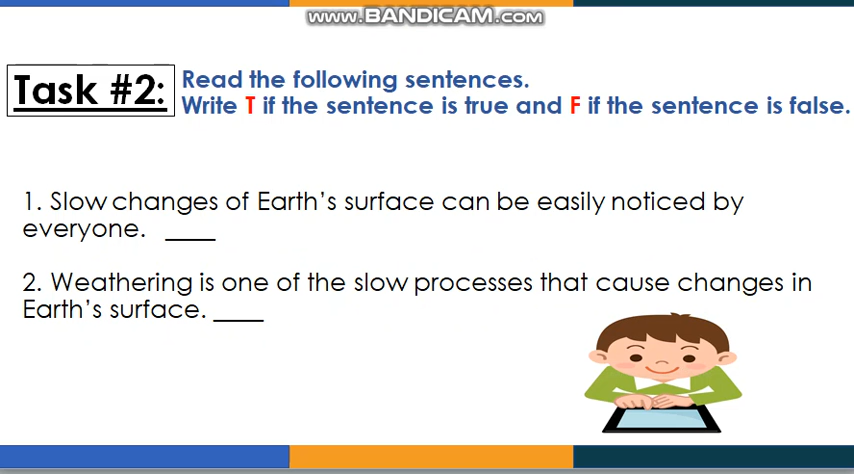 www.BANDICAM.com
Task #2:
Read the following sentences.
Write T if the sentence is true and F if the sentence is false.
1. Slow changes of Earth's surface can be easily noticed by
everyone. ____
2. Weathering is one of the slow processes that cause changes in
Earth's surface. ____